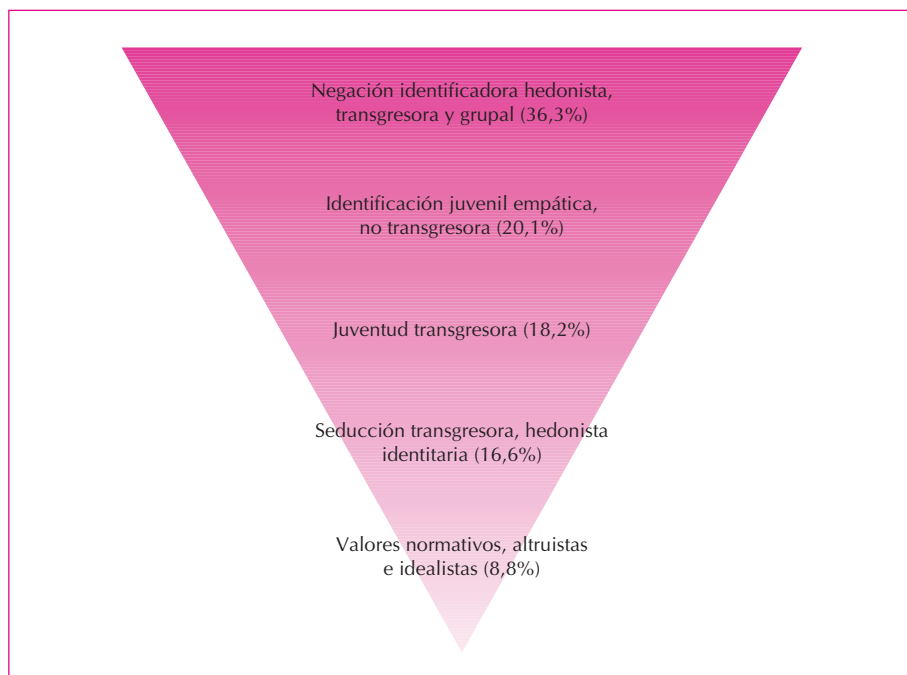 Negación identificadora hedonista,
transgresora y grupal (36,3%)
Identificación juvenil empática,
no transgresora (20,1%)
Juventud transgresora (18,2%)
Seducción transgresora, hedonista
identitaria (16,6%)
Valores normativos, altruistas
e idealistas (8,8%)